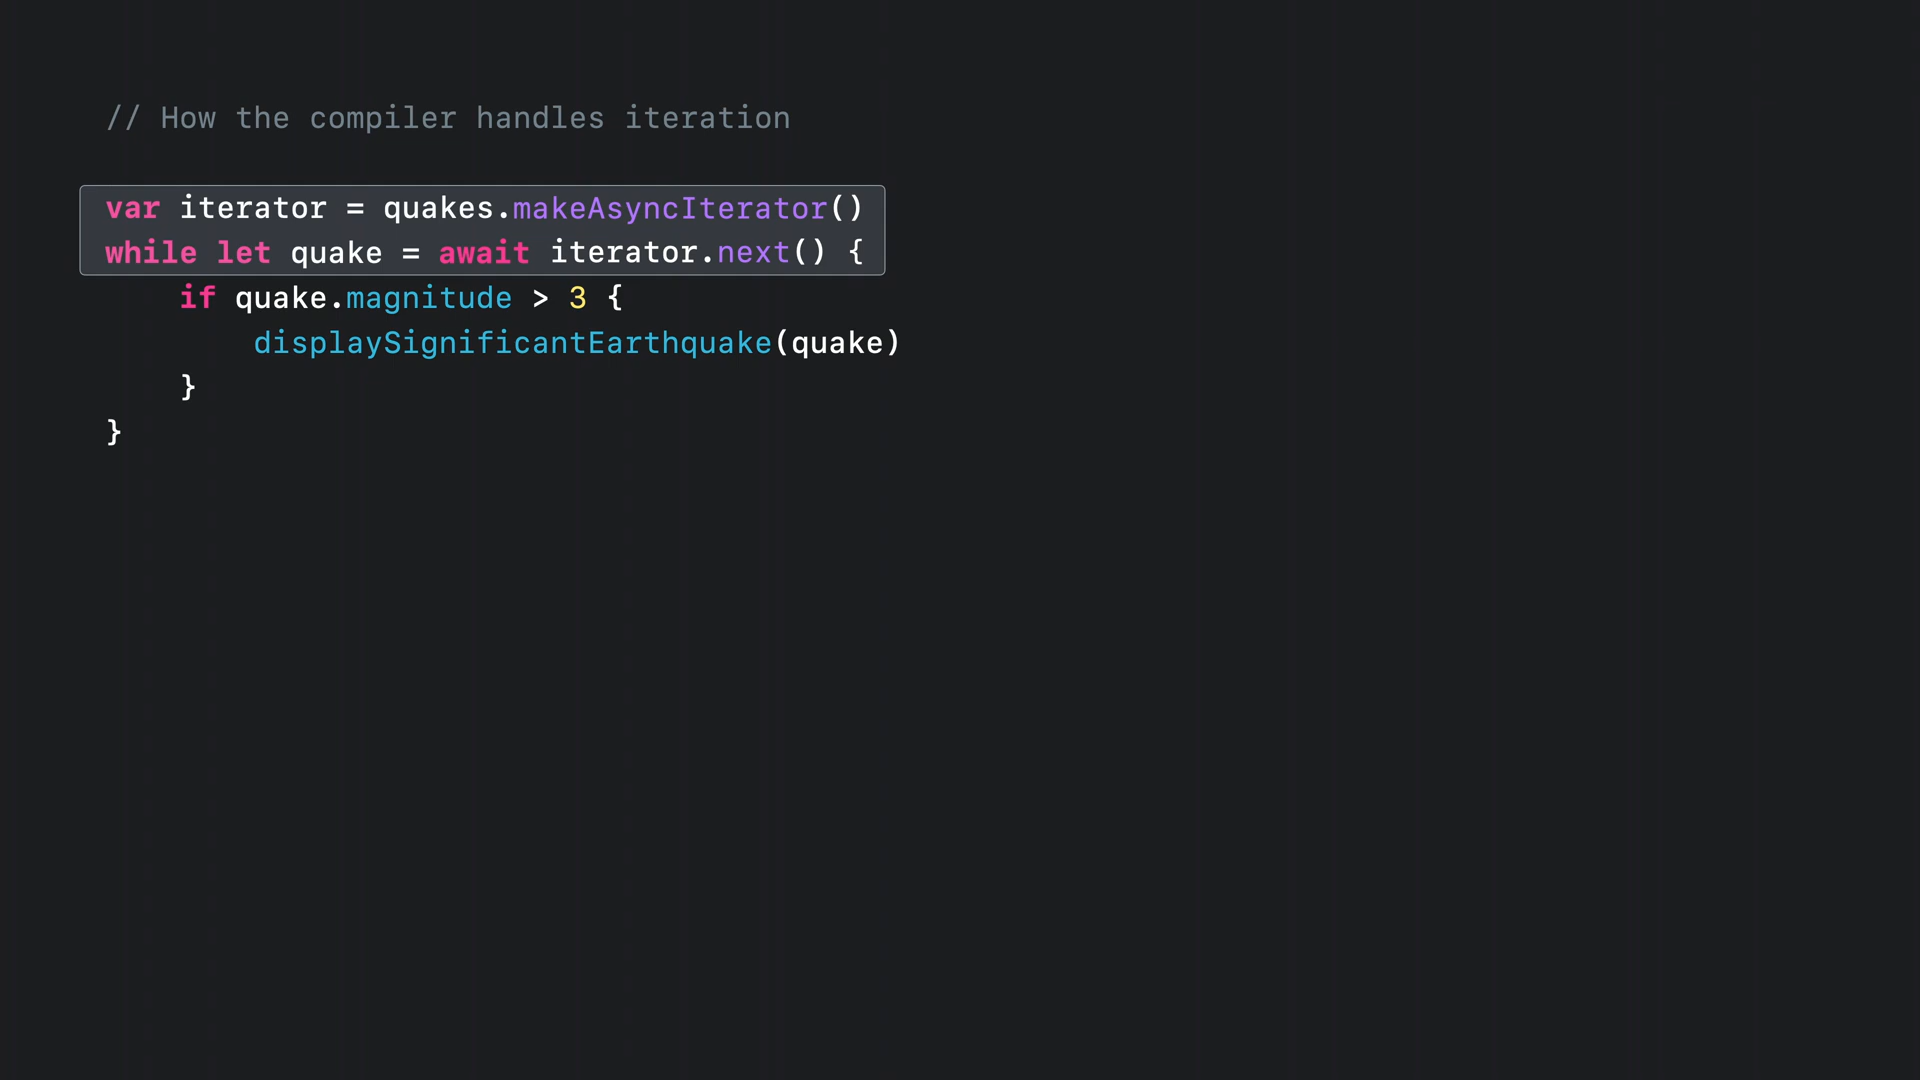 // How the compiler handles iteration
var iterator = quakes.makeAsyncIterator()
while let quake = await iterator.next() {
    if quake.magnitude > 3 {
        displaySignificantEarthquake(quake)
    }
}